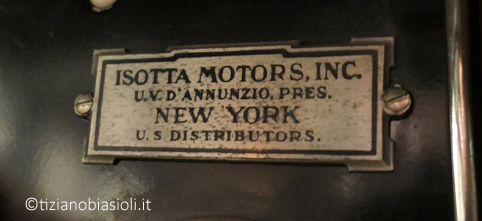 ISOTTA MOTORS, INC.
U.V. D'ANNUNZIO, PRES.
NEW YORK
U.S DISTRIBUTORS.
©tizianobiasioli.it